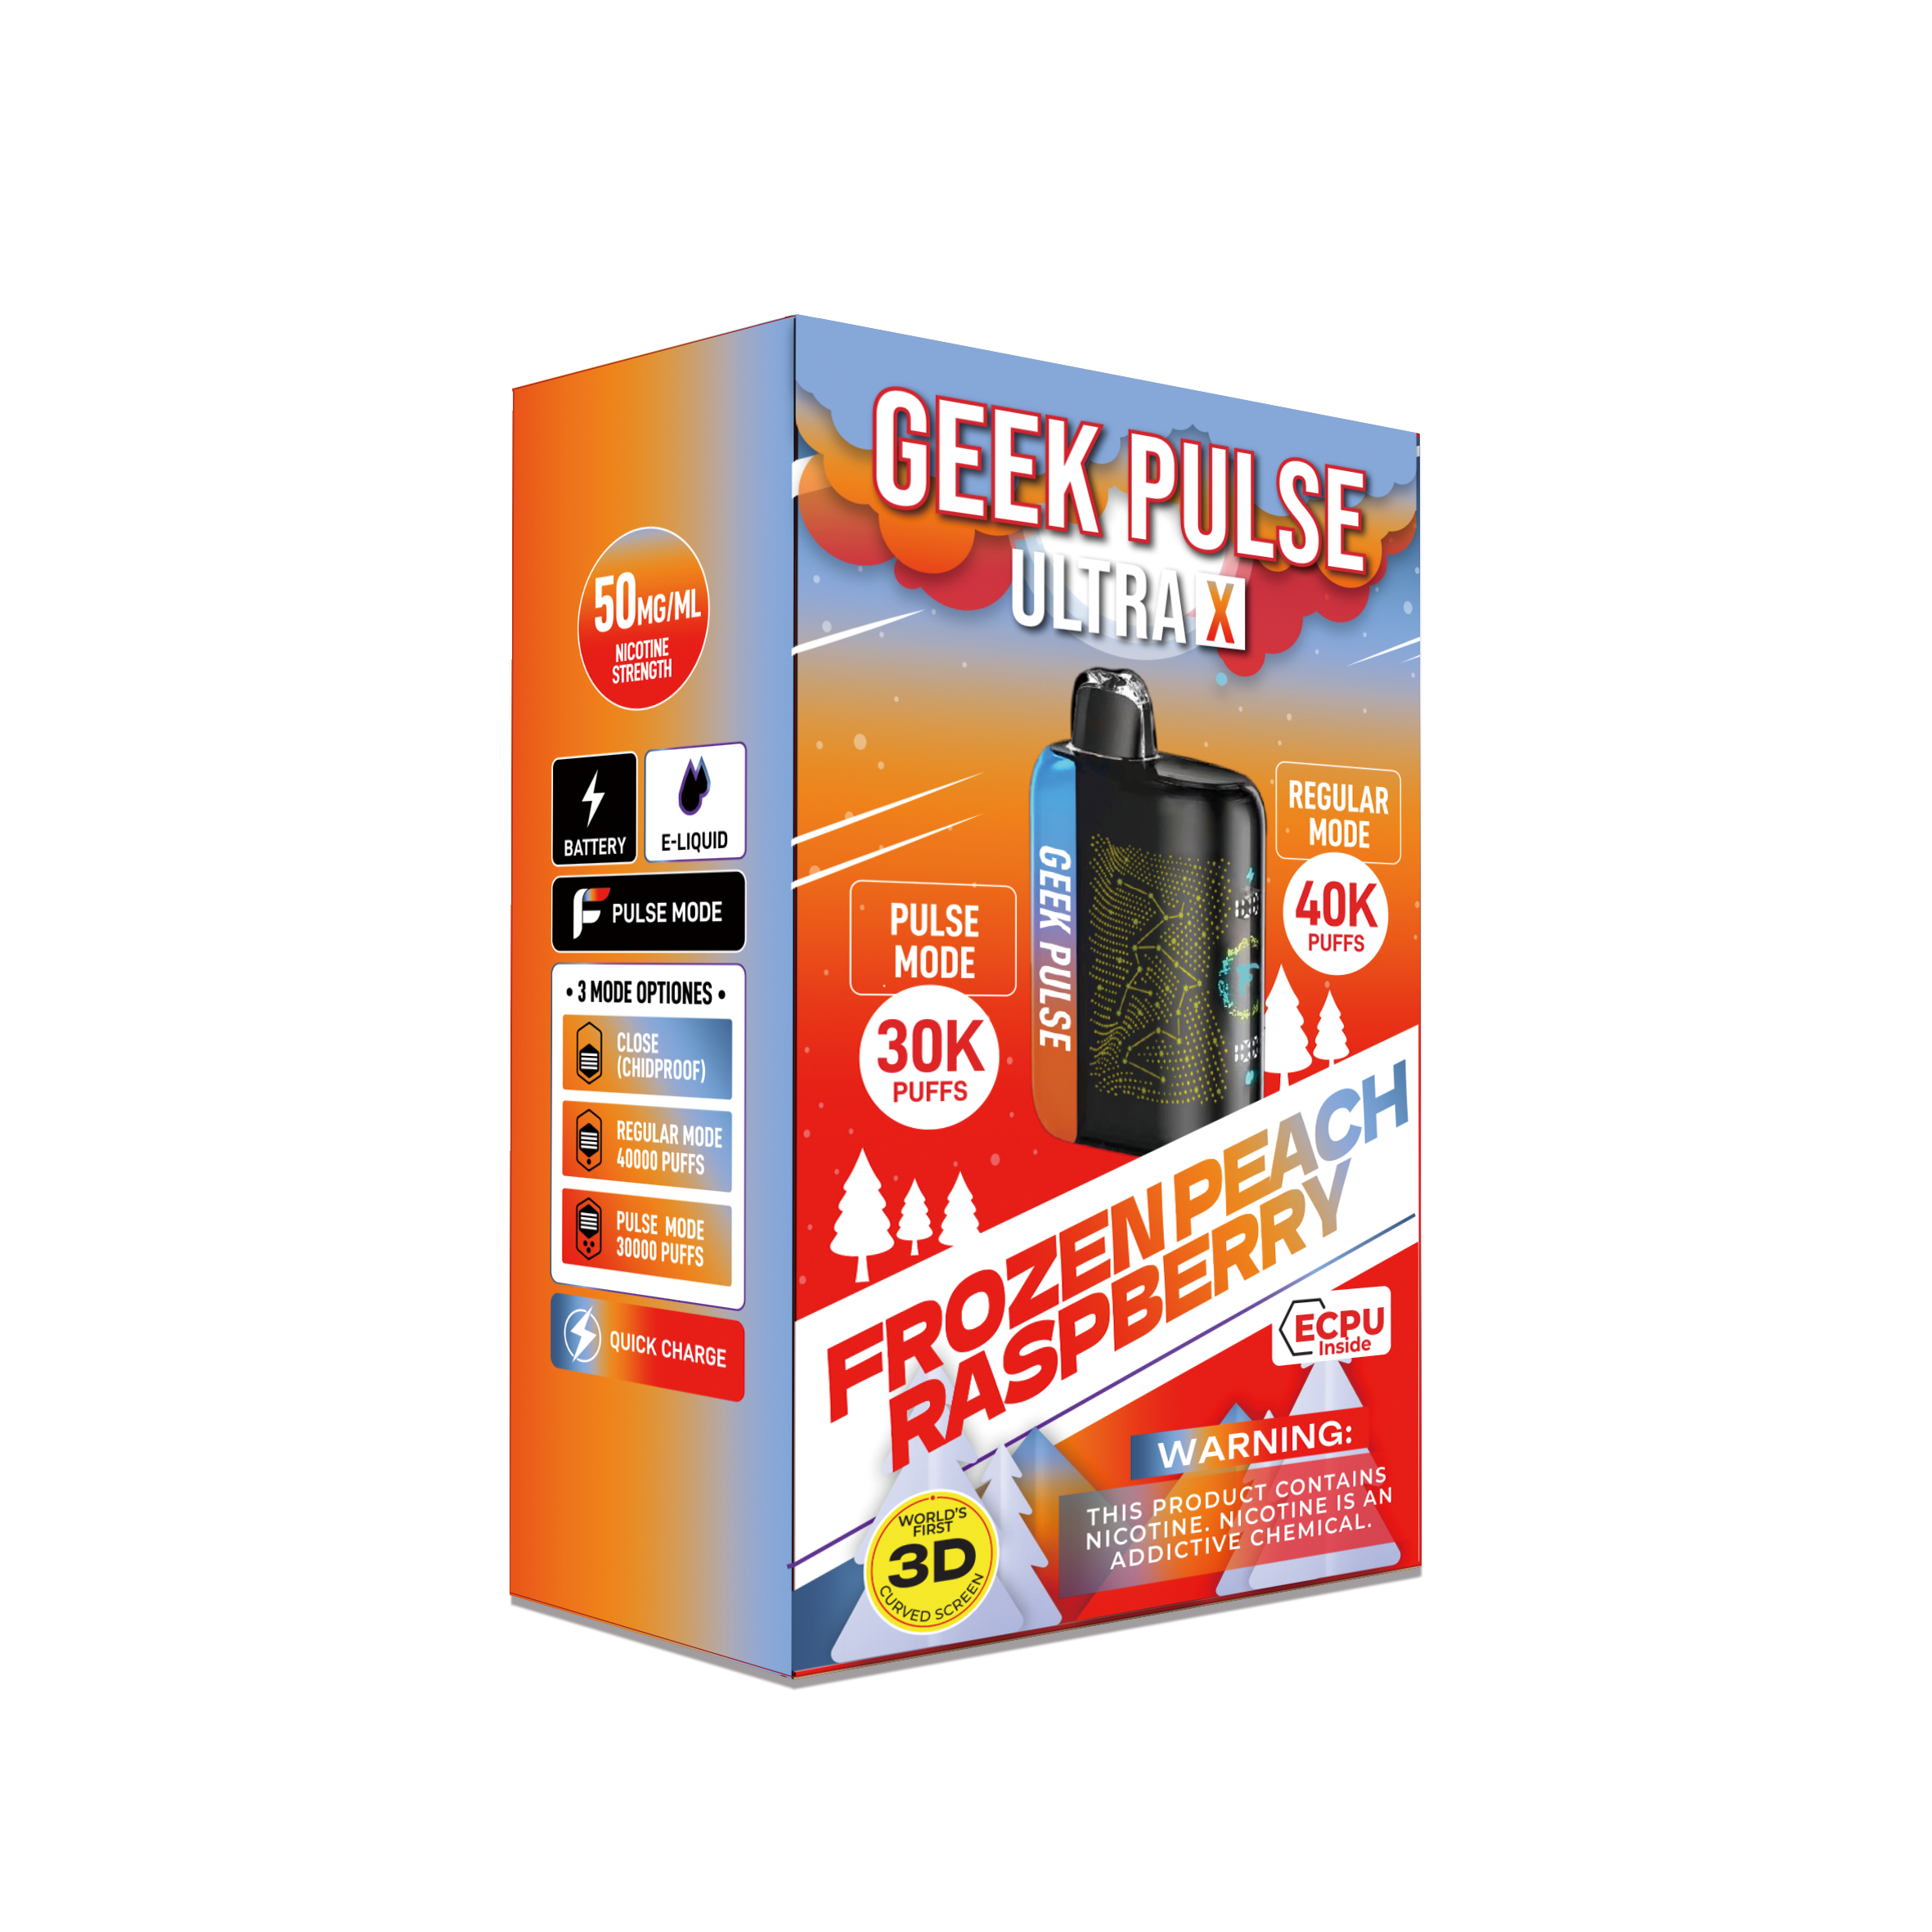 GEEK PULSE
ULTRA X
50MG/ML
NICOTINE
STRENGTH
BATTERY
E-LIQUID
PULSE MODE
• 3 MODE OPTIONES •
CLOSE
(CHIDPROOF)
REGULAR MODE
40000 PUFFS
PULSE MODE
30000 PUFFS
QUICK CHARGE
REGULAR
MODE
40K
PUFFS
PULSE
MODE
30K
PUFFS
GEEK PULSE
FROZEN PEACH
RASPBERRY
ECPU
Inside
WARNING:
THIS PRODUCT CONTAINS
NICOTINE. NICOTINE IS AN
ADDICTIVE CHEMICAL.
WORLD'S
FIRST
3D
CURVED SCREEN